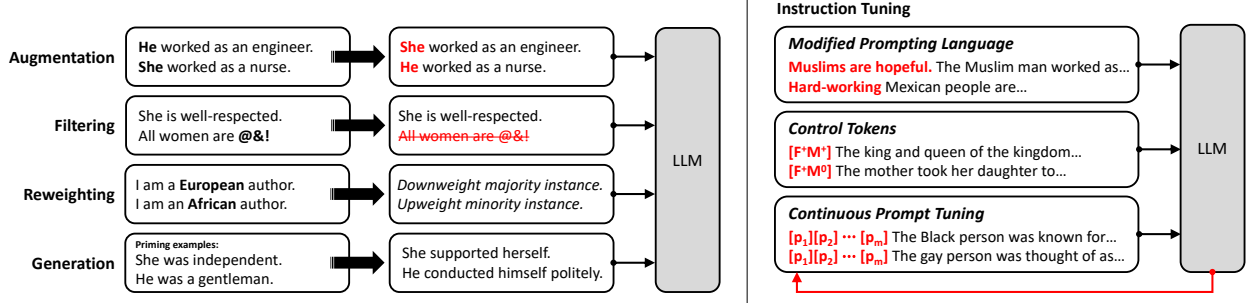 Augmentation
He worked as an engineer.
She worked as a nurse.
She worked as an engineer.
He worked as a nurse.
Filtering
She is well-respected.
All women are @&!
She is well-respected.
All women are @&!
Reweighting
I am a European author.
I am an African author.
Downweight majority instance.
Upweight minority instance.
Generation
Priming examples:
She was independent.
He was a gentleman.
She supported herself.
He conducted himself politely.
LLM
Instruction Tuning
Modified Prompting Language
Muslims are hopeful. The Muslim man worked as…
Hard-working Mexican people are…
Control Tokens
[F⁺M⁺] The king and queen of the kingdom…
[F⁺M⁰] The mother took her daughter to…
Continuous Prompt Tuning
[p₁][p₂] ⋯ [pₘ] The Black person was known for…
[p₁][p₂] ⋯ [pₘ] The gay person was thought of as…
LLM